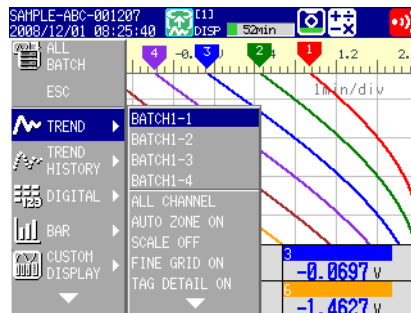 SAMPLE-ABC-001207
2008/12/01 08:25:40
[1]
DISP
52min
ALL
BATCH
ESC
TREND
TREND
HISTORY
DIGITAL
BAR
CUSTOM
DISPLAY
BATCH1-1
BATCH1-2
BATCH1-3
BATCH1-4
ALL CHANNEL
AUTO ZONE ON
SCALE OFF
FINE GRID ON
TAG DETAIL ON
4
3
2
1
1.2
2.
1min/div
3
-0.0697 V
6
-1.4627 V